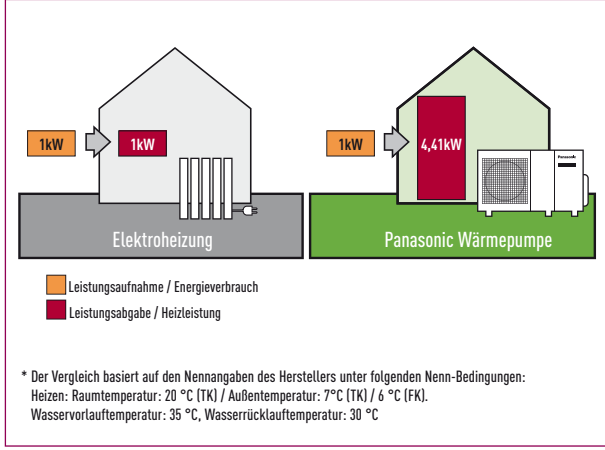 1kW
1kW
Elektroheizung
1kW
4,41kW
Panasonic
Panasonic Wärmepumpe
Leistungsaufnahme / Energieverbrauch
Leistungsabgabe / Heizleistung
* Der Vergleich basiert auf den Nennangaben des Herstellers unter folgenden Nenn-Bedingungen:
Heizen: Raumtemperatur: 20 °C (TK) / Außentemperatur: 7°C (TK) / 6 °C (FK).
Wasservorlauftemperatur: 35 °C, Wasserrücklauftemperatur: 30 °C